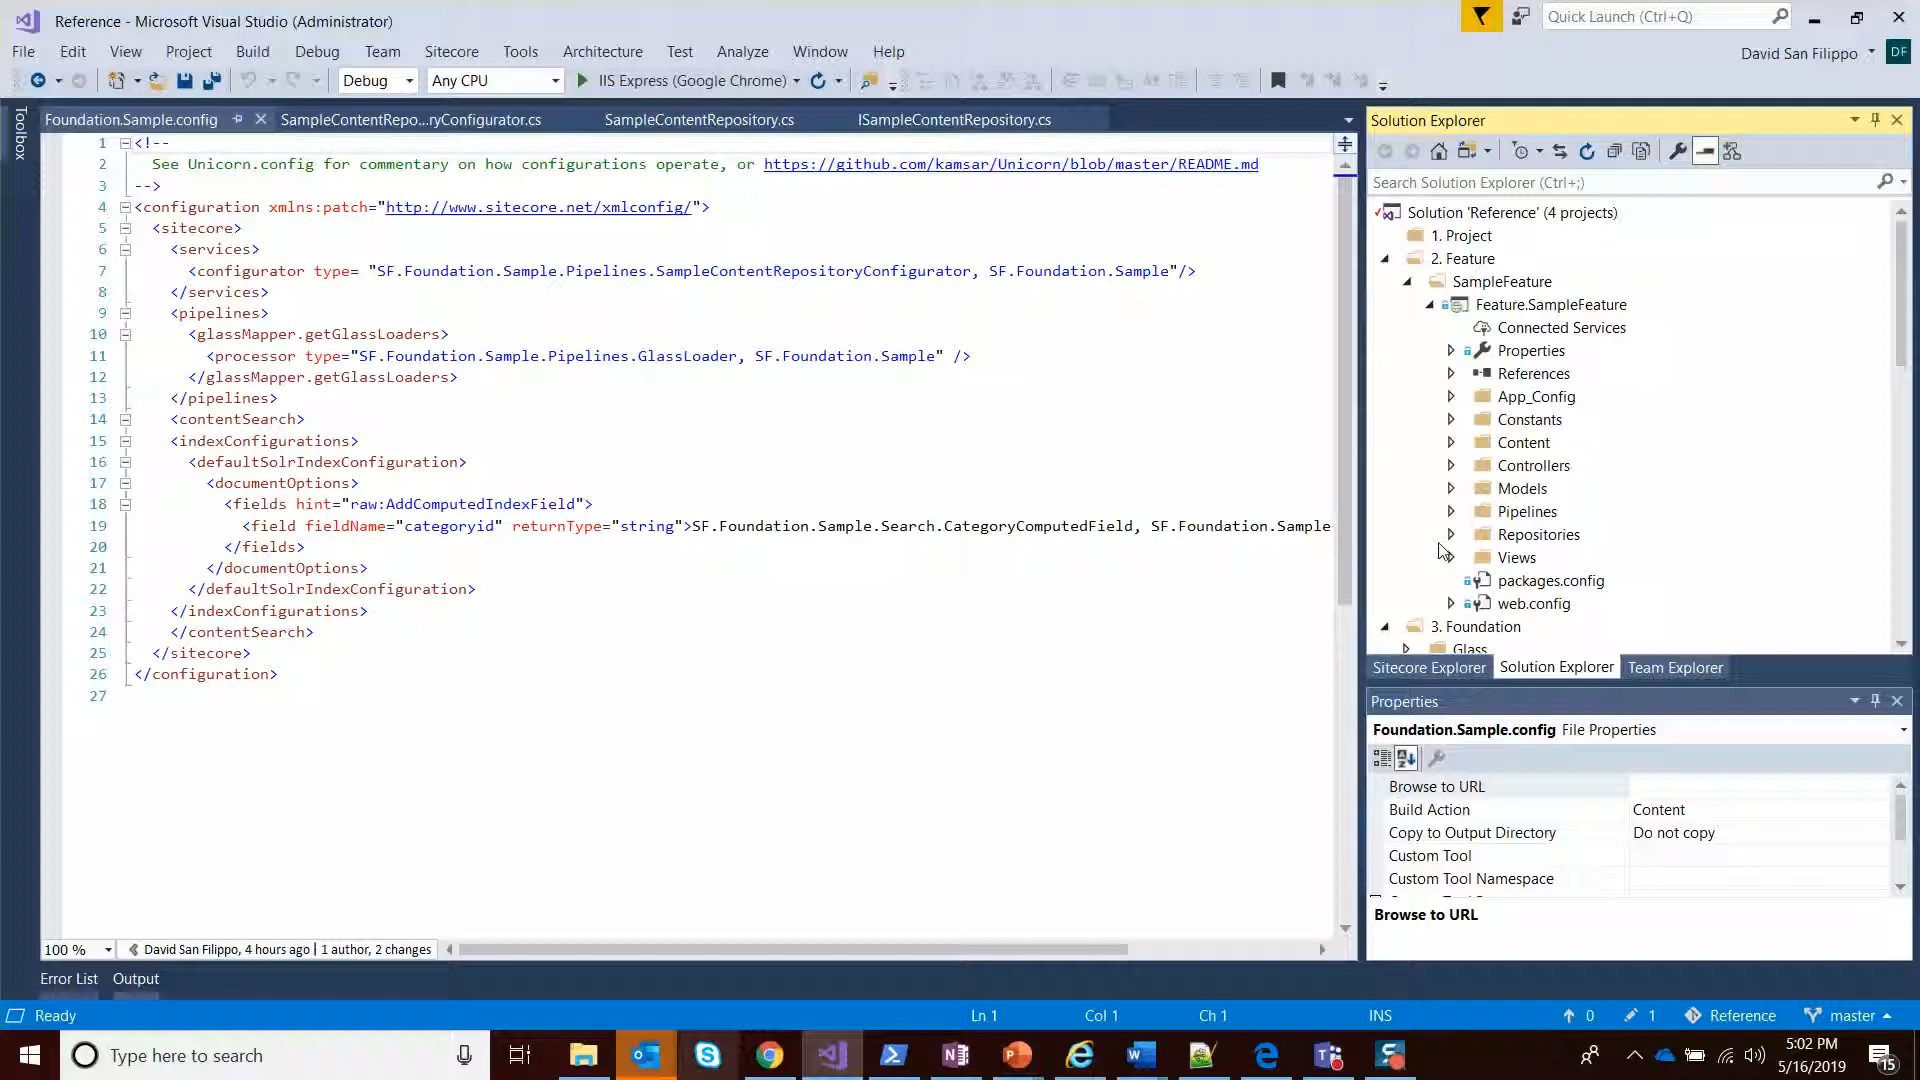 Reference - Microsoft Visual Studio (Administrator)
Quick Launch (Ctrl+Q)
File Edit View Project Build Debug Team Sitecore Tools Architecture Test Analyze Window Help
David San Filippo DF
Debug Any CPU IIS Express (Google Chrome)
Toolbox
Foundation.Sample.config SampleContentRepo...ryConfigurator.cs SampleContentRepository.cs ISampleContentRepository.cs
1 <!--
2 See Unicorn.config for commentary on how configurations operate, or https://github.com/kamsar/Unicorn/blob/master/README.md
3 -->
4 <configuration xmlns:patch="http://www.sitecore.net/xmlconfig/">
5 <sitecore>
6 <services>
7 <configurator type= "SF.Foundation.Sample.Pipelines.SampleContentRepositoryConfigurator, SF.Foundation.Sample"/>
8 </services>
9 <pipelines>
10 <glassMapper.getGlassLoaders>
11 <processor type="SF.Foundation.Sample.Pipelines.GlassLoader, SF.Foundation.Sample" />
12 </glassMapper.getGlassLoaders>
13 </pipelines>
14 <contentSearch>
15 <indexConfigurations>
16 <defaultSolrIndexConfiguration>
17 <documentOptions>
18 <fields hint="raw:AddComputedIndexField">
19 <field fieldName="categoryid" returnType="string">SF.Foundation.Sample.Search.CategoryComputedField, SF.Foundation.Sample
20 </fields>
21 </documentOptions>
22 </defaultSolrIndexConfiguration>
23 </indexConfigurations>
24 </contentSearch>
25 </sitecore>
26 </configuration>
27
100 % David San Filippo, 4 hours ago | 1 author, 2 changes
Solution Explorer
Search Solution Explorer (Ctrl+;)
Solution 'Reference' (4 projects)
1. Project
2. Feature
SampleFeature
Feature.SampleFeature
Connected Services
Properties
References
App_Config
Constants
Content
Controllers
Models
Pipelines
Repositories
Views
packages.config
web.config
3. Foundation
Glass
Sitecore Explorer Solution Explorer Team Explorer
Properties
Foundation.Sample.config File Properties
Browse to URL
Build Action Content
Copy to Output Directory Do not copy
Custom Tool
Custom Tool Namespace
Browse to URL
Error List Output
Ready Ln 1 Col 1 Ch 1 INS 0 1 Reference master
Type here to search
5:02 PM
5/16/2019
15